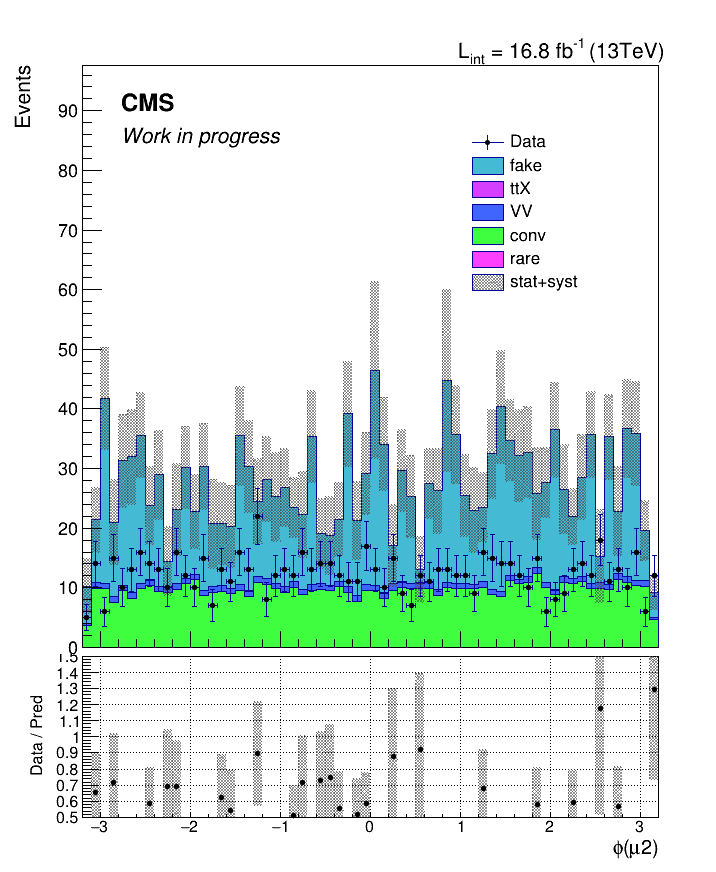 L_int = 16.8 fb^-1 (13TeV)
Events
CMS
Work in progress
Data
fake
ttX
VV
conv
rare
stat+syst
90
80
70
60
50
40
30
20
10
0
Data / Pred
1.5
1.4
1.3
1.2
1.1
1
0.9
0.8
0.7
0.6
0.5
−3 −2 −1 0 1 2 3
ϕ(μ2)